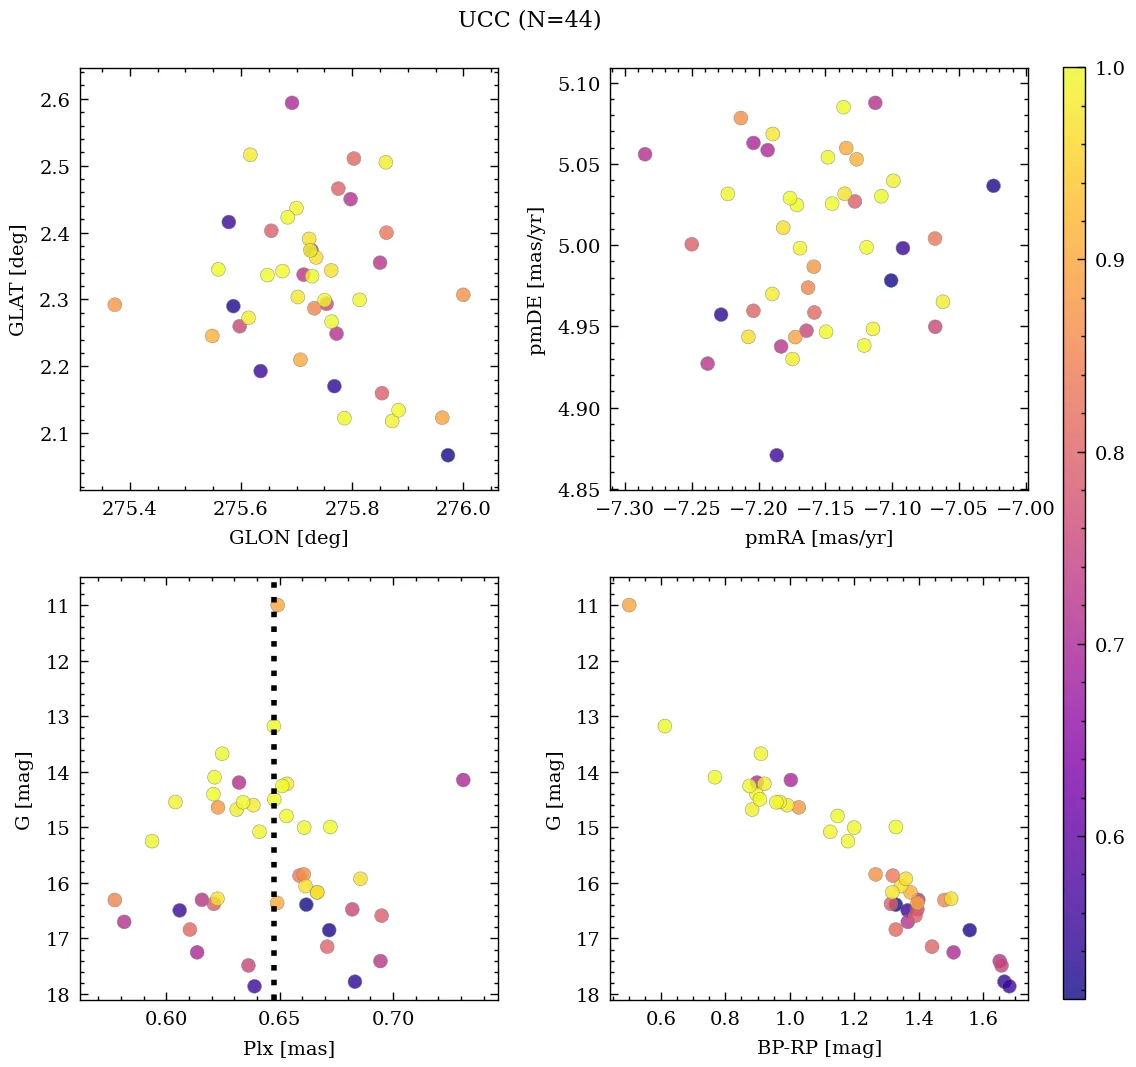 UCC (N=44)
2.6
2.5
2.4
2.3
2.2
2.1
GLAT [deg]
275.4 275.6 275.8 276.0
GLON [deg]
5.10
5.05
5.00
4.95
4.90
4.85
pmDE [mas/yr]
−7.30 −7.25 −7.20 −7.15 −7.10 −7.05 −7.00
pmRA [mas/yr]
1.0
0.9
0.8
0.7
0.6
11
12
13
14
15
16
17
18
G [mag]
0.60 0.65 0.70
Plx [mas]
11
12
13
14
15
16
17
18
G [mag]
0.6 0.8 1.0 1.2 1.4 1.6
BP-RP [mag]